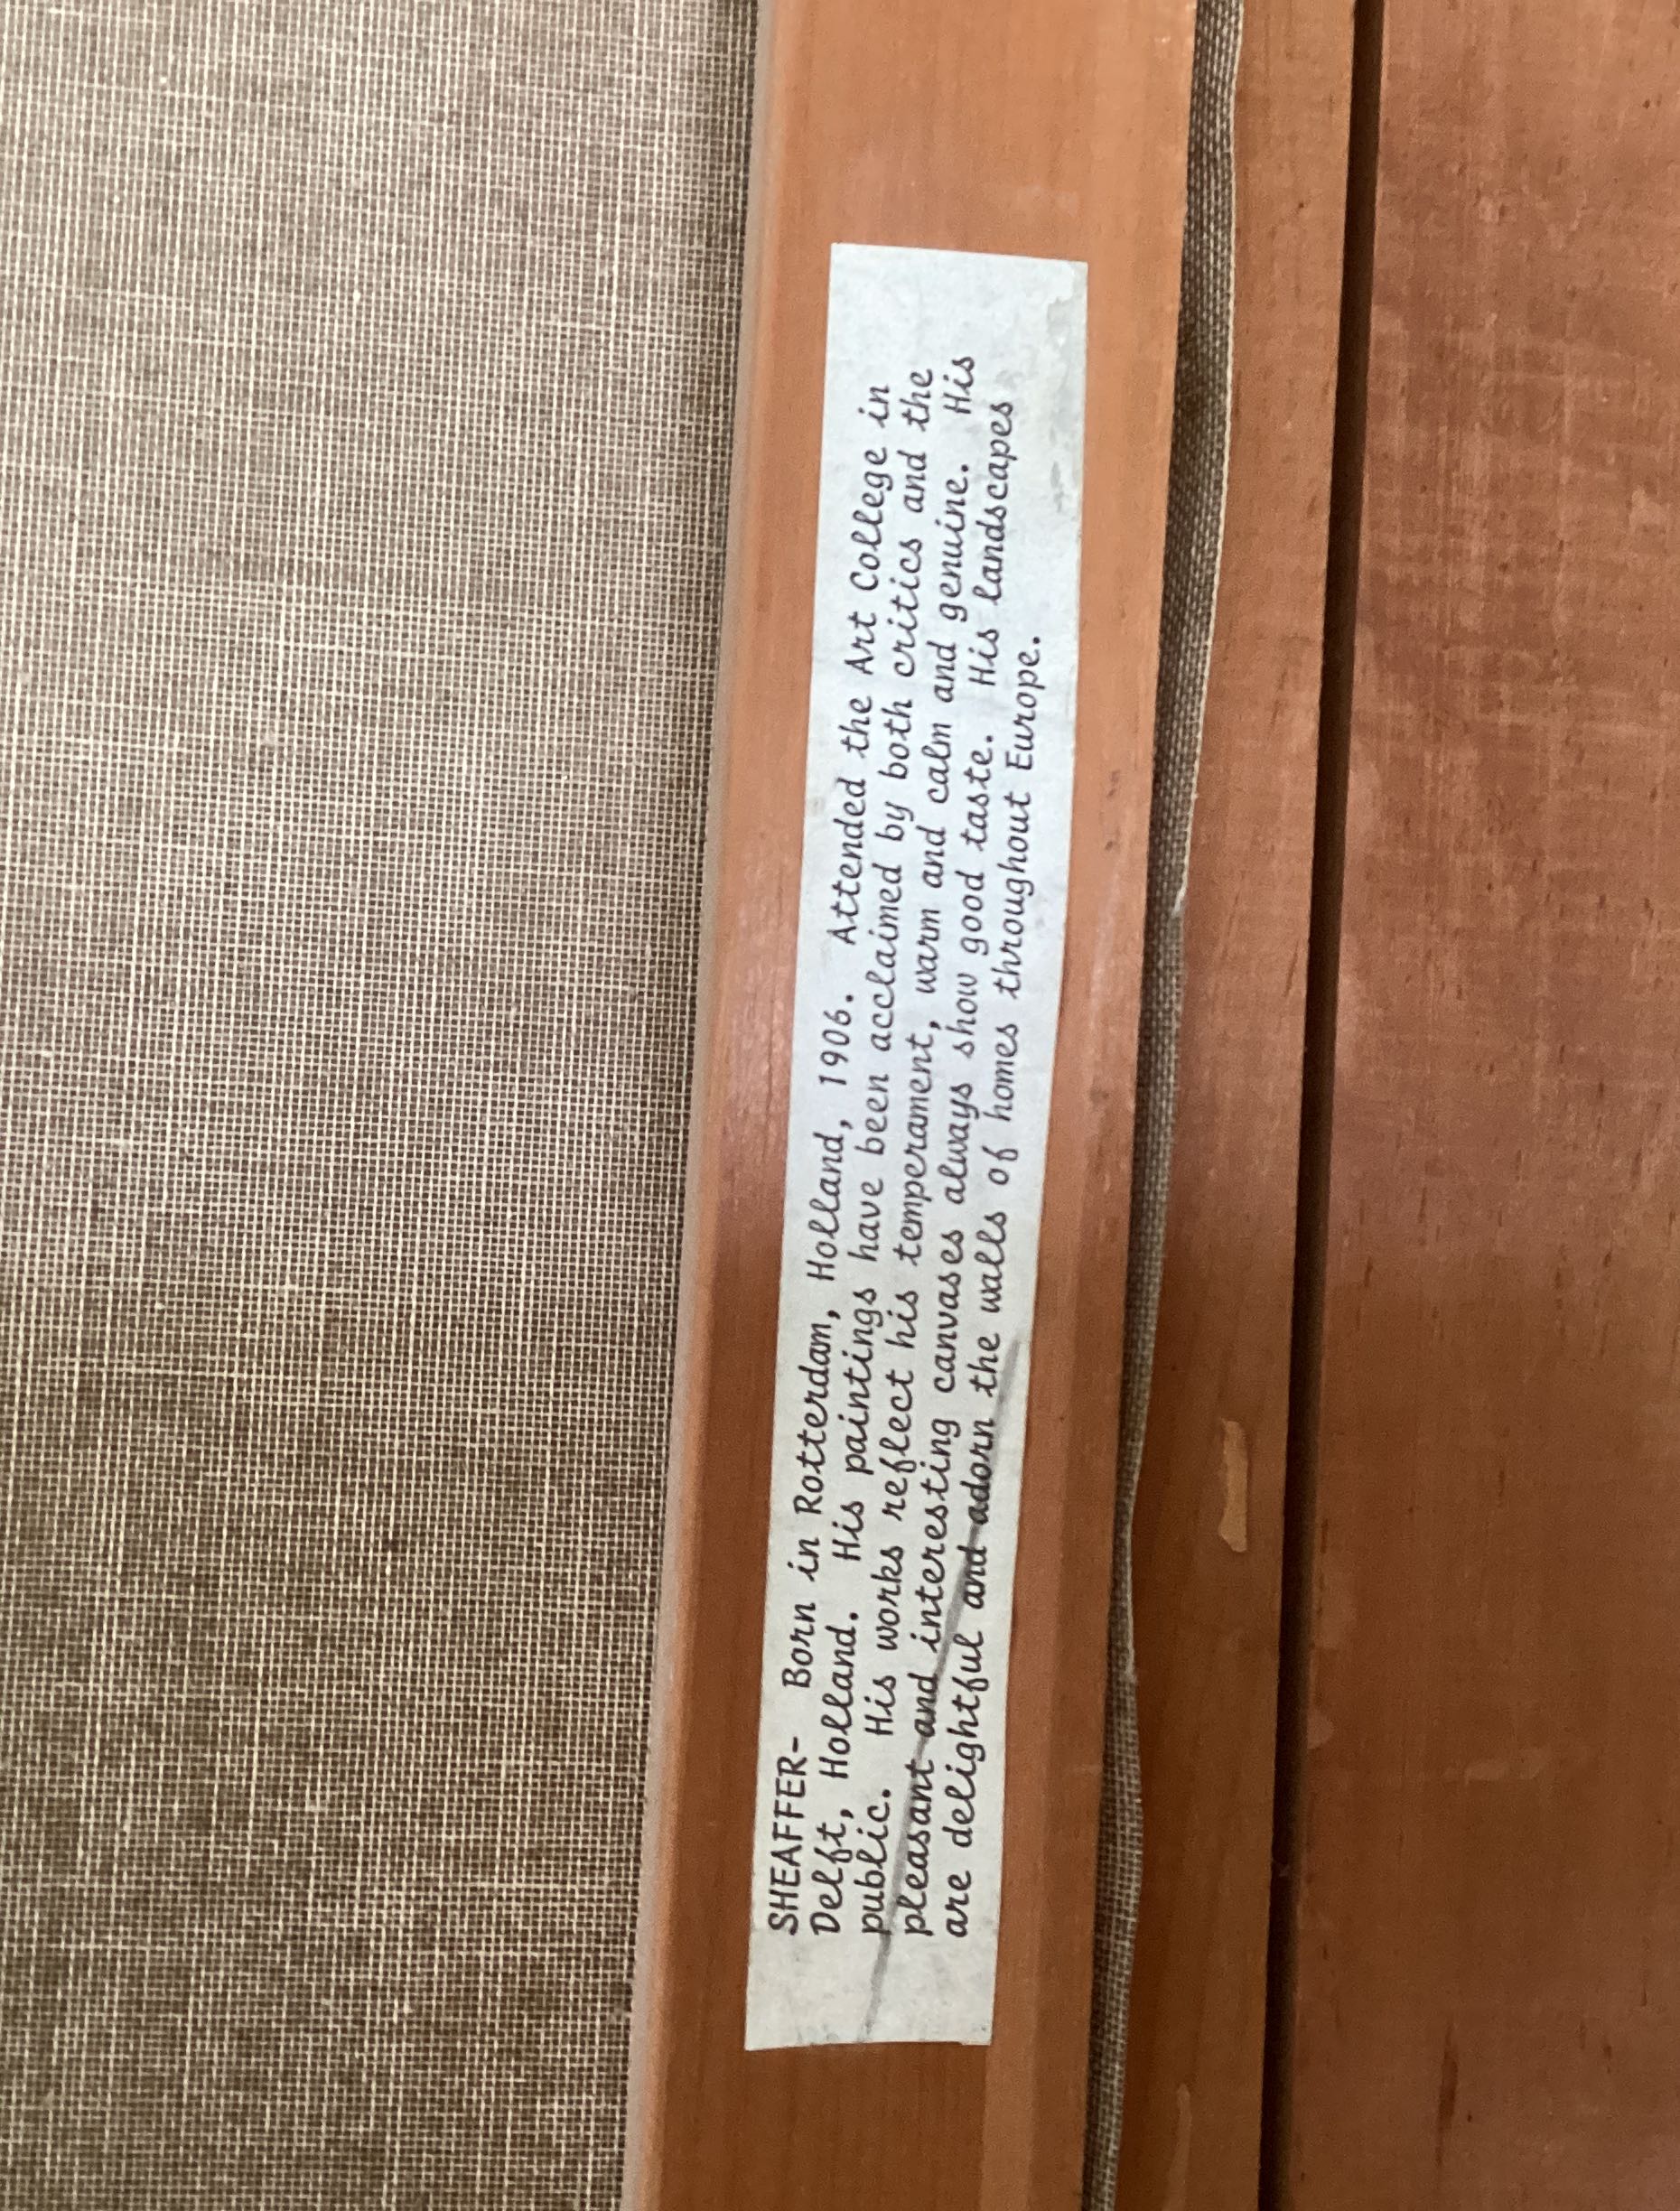 SHEAFFER- Born in Rotterdam, Holland, 1906. Attended the Art College in
Delft, Holland. His paintings have been acclaimed by both critics and the
public. His works reflect his temperament, warm and calm and genuine. His
pleasant and interesting canvases always show good taste. His landscapes
are delightful and adorn the walls of homes throughout Europe.